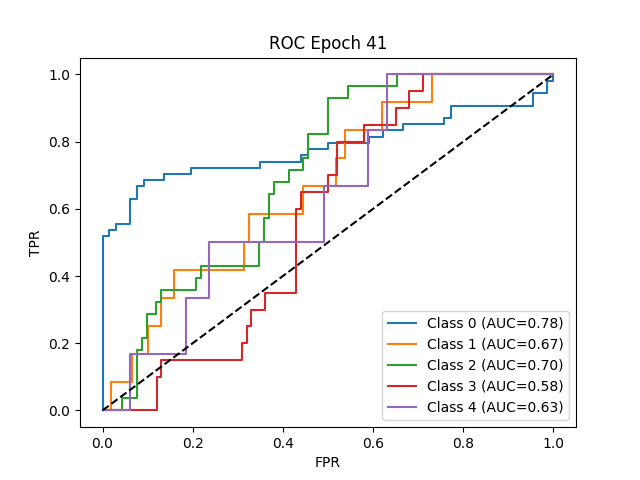 ROC Epoch 41
TPR
1.0
0.8
0.6
0.4
0.2
0.0
Class 0 (AUC=0.78)
Class 1 (AUC=0.67)
Class 2 (AUC=0.70)
Class 3 (AUC=0.58)
Class 4 (AUC=0.63)
0.0 0.2 0.4 0.6 0.8 1.0
FPR